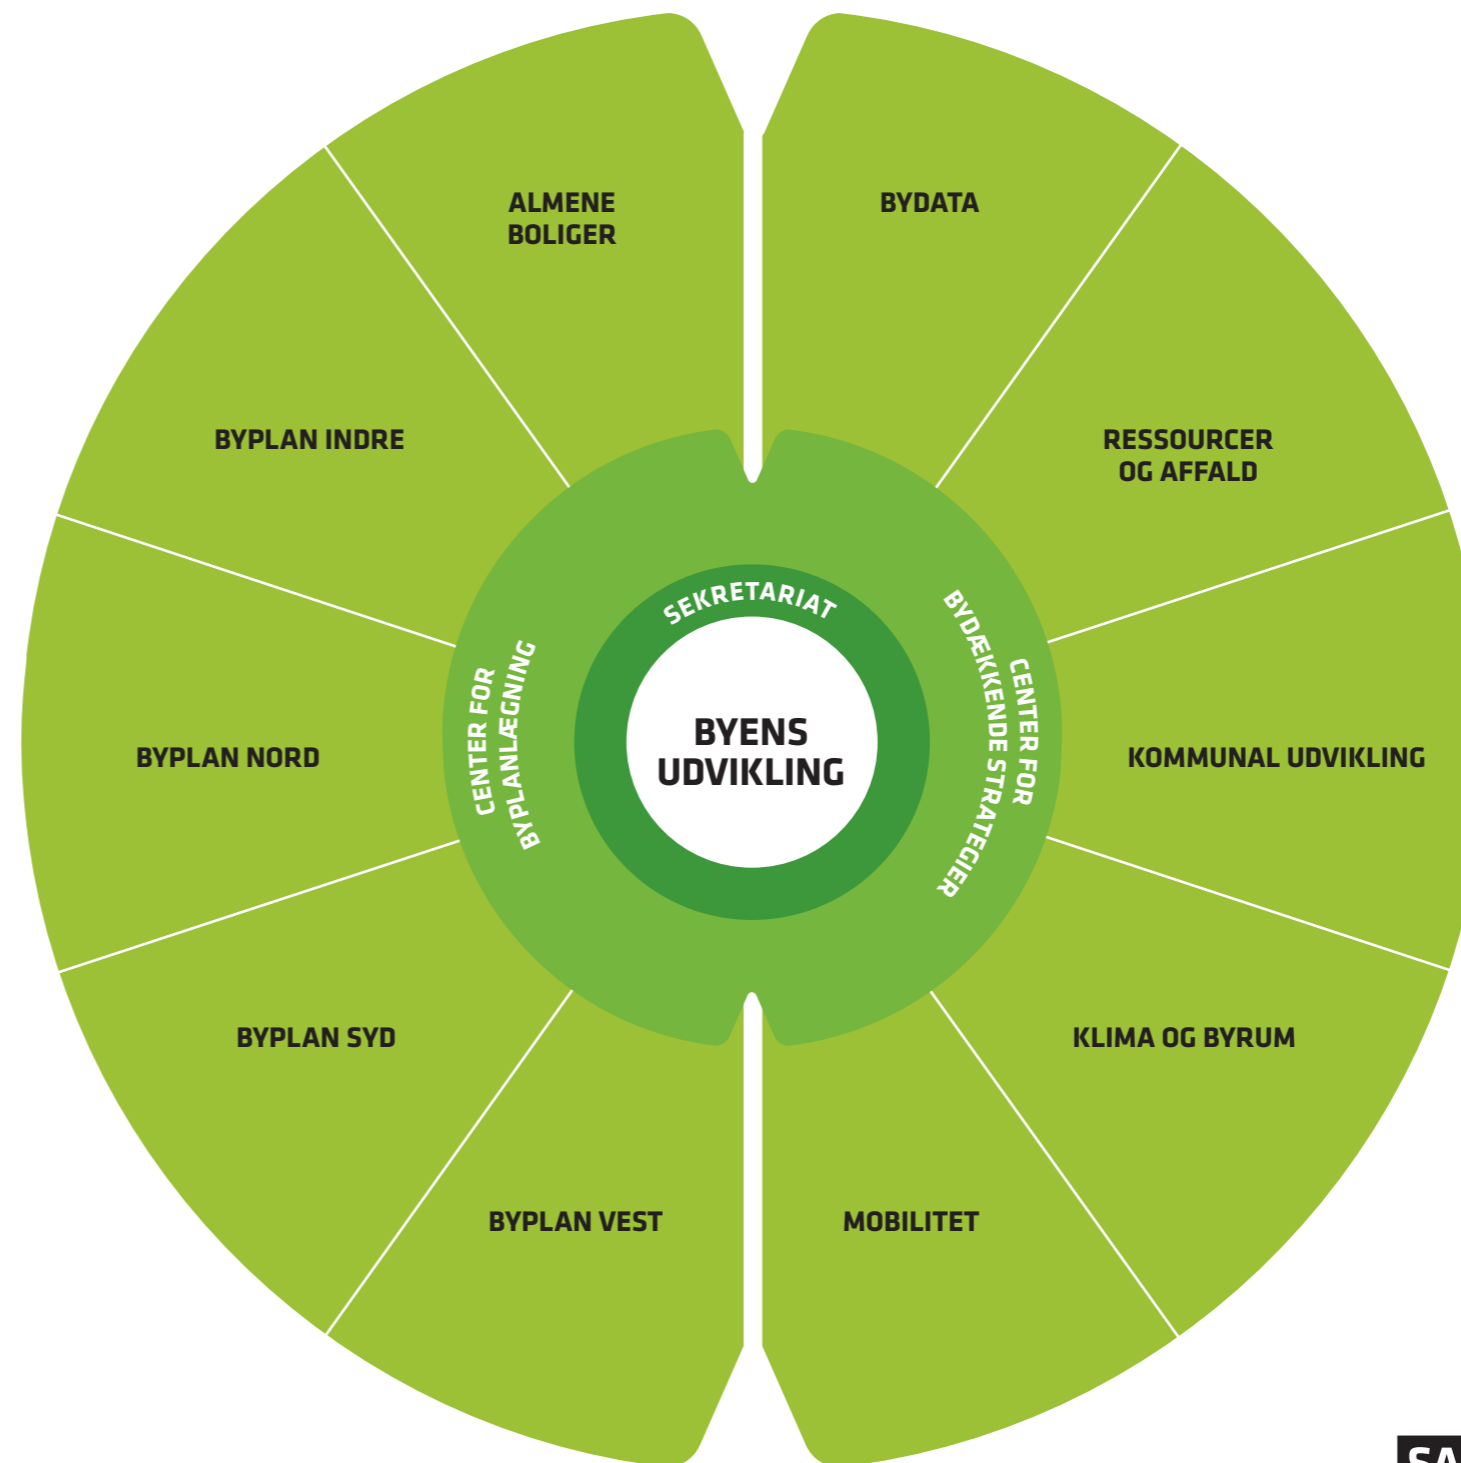 ALMENE
BOLIGER
BYDATA
BYPLAN INDRE
RESSOURCER
OG AFFALD
SEKRETARIAT
CENTER FOR
BYPLANLÆGNING
BYENS
UDVIKLING
CENTER FOR
BYDÆKKENDE STRATEGIER
BYPLAN NORD
KOMMUNAL UDVIKLING
BYPLAN SYD
KLIMA OG BYRUM
BYPLAN VEST
MOBILITET